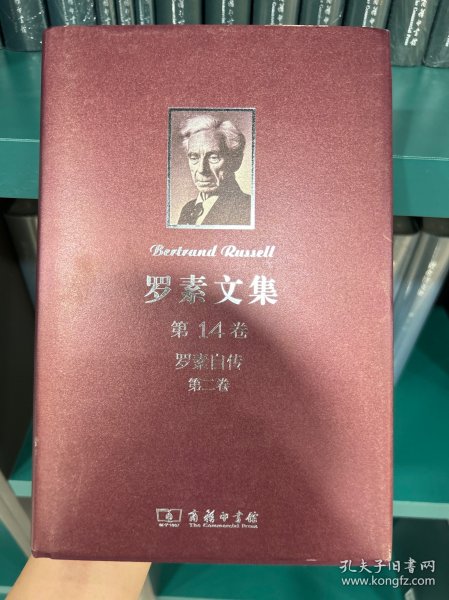 Bertrand Russell
罗素文集
第14卷
罗素自传
第二卷
商務印書館
The Commercial Press
孔夫子旧书网
www.kongfz.com